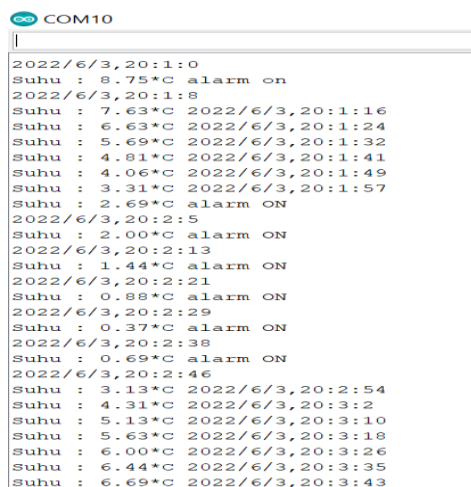 COM10
2022/6/3,20:1:0
Suhu : 8.75*C alarm on
2022/6/3,20:1:8
Suhu : 7.63*C 2022/6/3,20:1:16
Suhu : 6.63*C 2022/6/3,20:1:24
Suhu : 5.69*C 2022/6/3,20:1:32
Suhu : 4.81*C 2022/6/3,20:1:41
Suhu : 4.06*C 2022/6/3,20:1:49
Suhu : 3.31*C 2022/6/3,20:1:57
Suhu : 2.69*C alarm ON
2022/6/3,20:2:5
Suhu : 2.00*C alarm ON
2022/6/3,20:2:13
Suhu : 1.44*C alarm ON
2022/6/3,20:2:21
Suhu : 0.88*C alarm ON
2022/6/3,20:2:29
Suhu : 0.37*C alarm ON
2022/6/3,20:2:38
Suhu : 0.69*C alarm ON
2022/6/3,20:2:46
Suhu : 3.13*C 2022/6/3,20:2:54
Suhu : 4.31*C 2022/6/3,20:3:2
Suhu : 5.13*C 2022/6/3,20:3:10
Suhu : 5.63*C 2022/6/3,20:3:18
Suhu : 6.00*C 2022/6/3,20:3:26
Suhu : 6.44*C 2022/6/3,20:3:35
Suhu : 6.69*C 2022/6/3,20:3:43